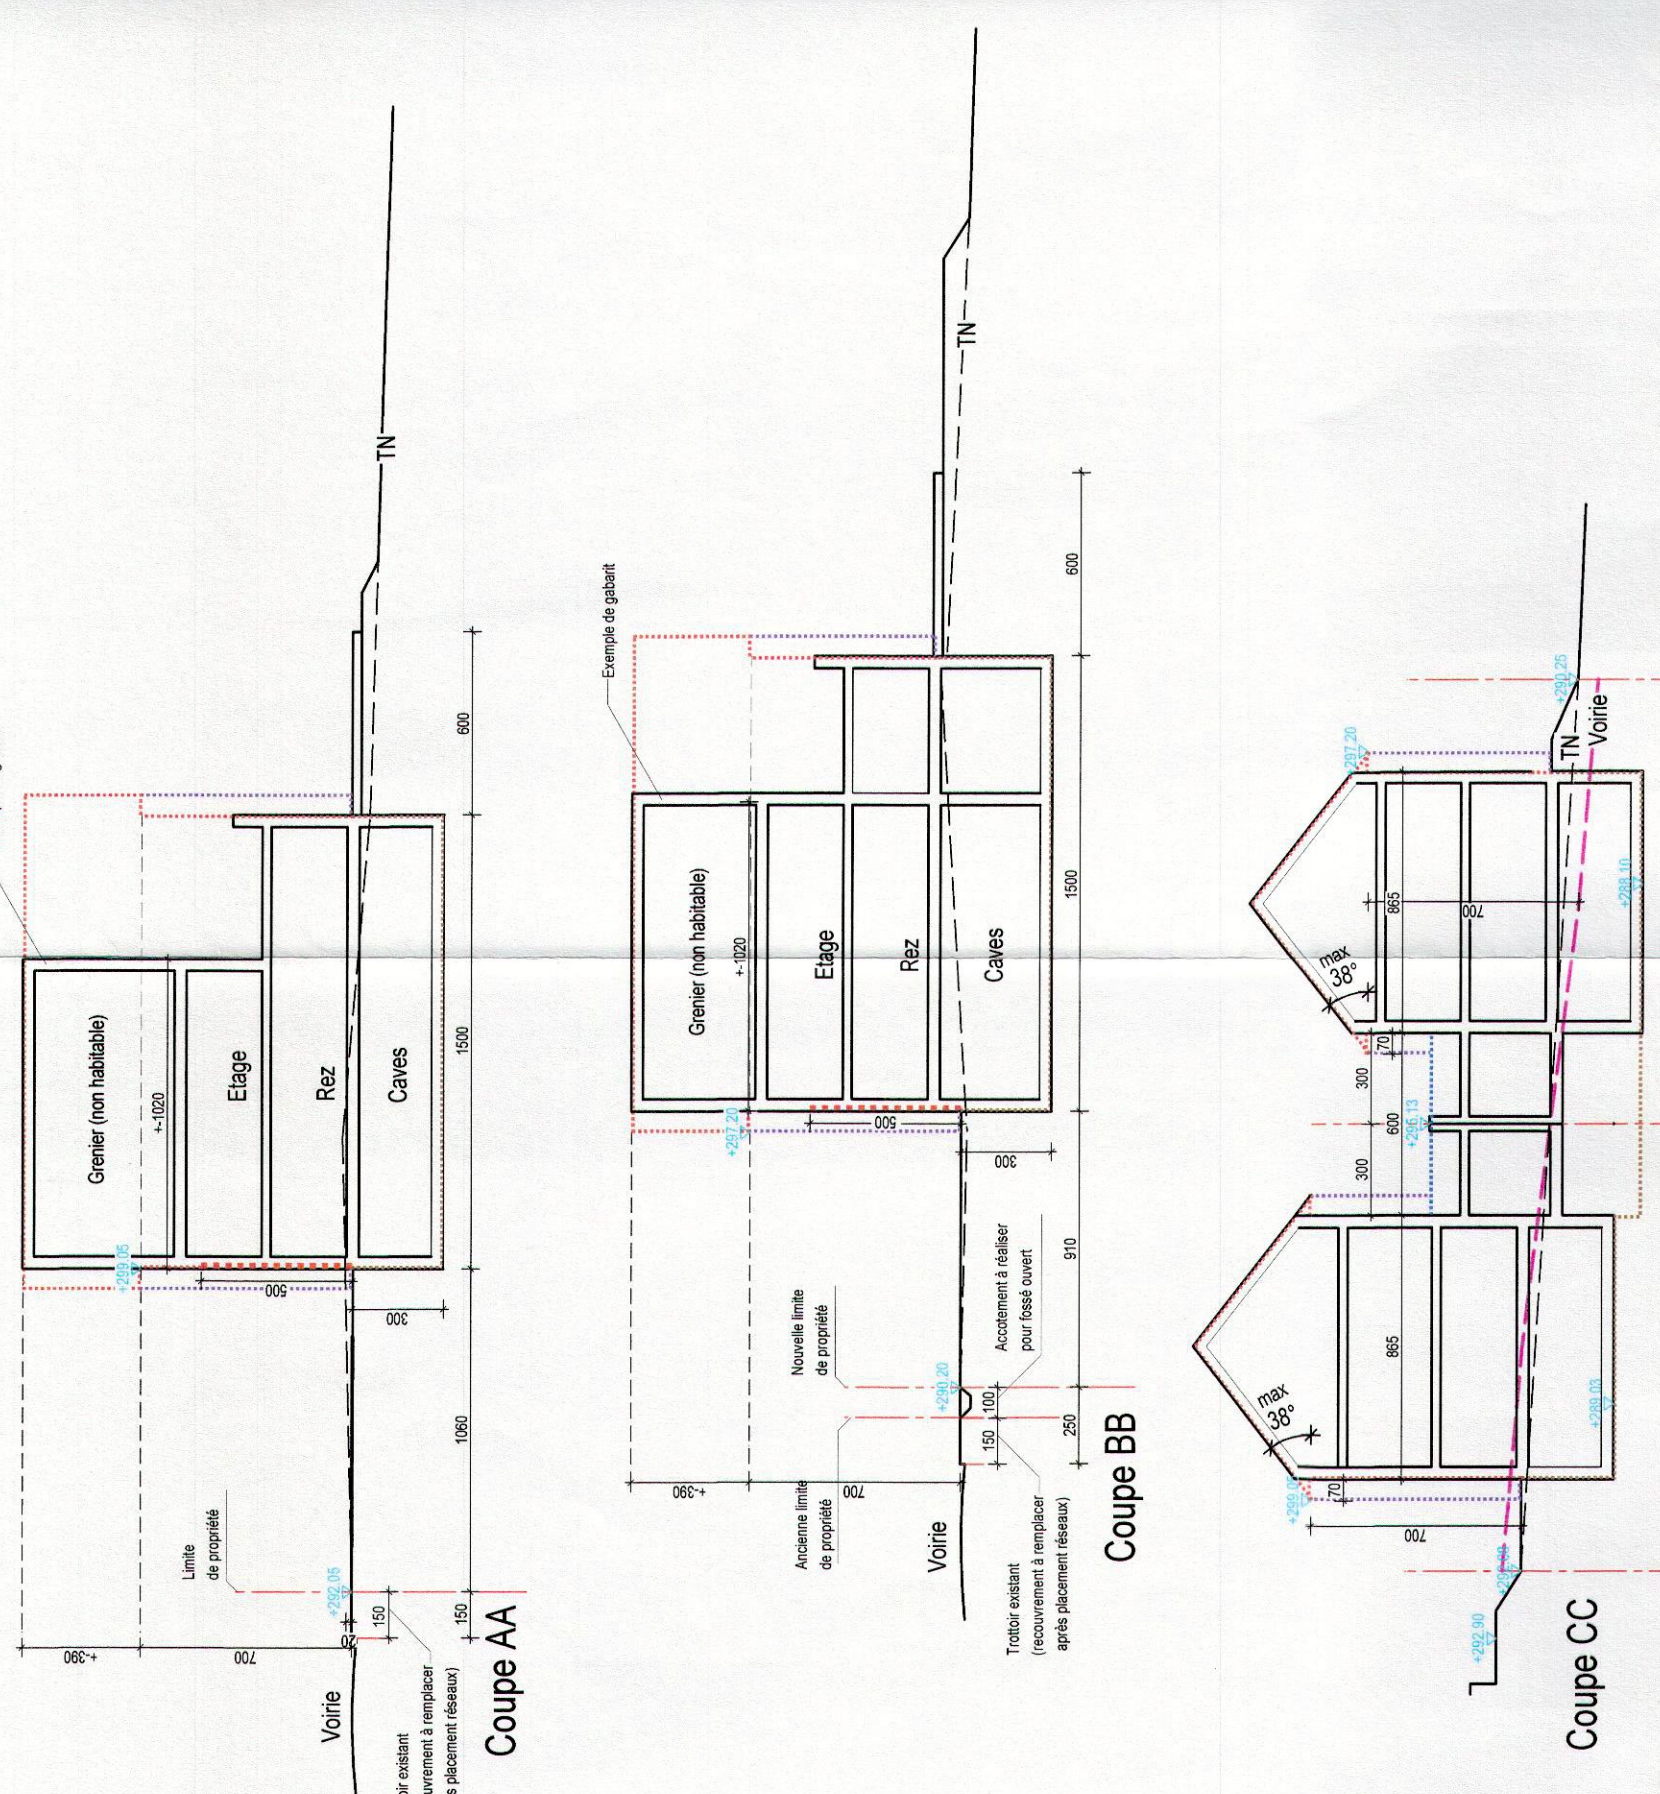 Grenier (non habitable)
+-1020
Etage
Rez
Caves
+299.05
500
300
1500
600
TN
1060
150
150
20
+292.05
Limite
de propriété
+-390
700
Voirie
Coupe AA
Exemple de gabarit
Grenier (non habitable)
+-1020
Etage
Rez
Caves
+297.20
500
300
1500
600
TN
910
Nouvelle limite
de propriété
Accotement à réaliser
pour fossé ouvert
+290.20
100
150
250
Ancienne limite
de propriété
+-390
700
Voirie
Trottoir existant
(recouvrement à remplacer
après placement réseaux)
Coupe BB
+297.20
+290.25
TN
Voirie
+288.10
865
700
max
38°
70
300
600
300
+296.13
865
max
38°
+289.03
70
700
+292.90
Coupe CC